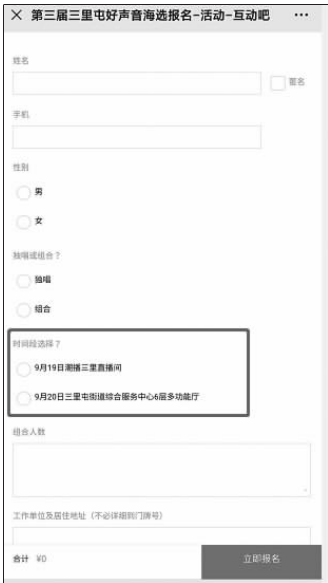 第三届三里屯好声音海选报名-活动-互动吧
姓名
匿名
手机
性别
男
女
独唱或组合？
独唱
组合
时间段选择？
9月19日潮播三里直播间
9月20日三里屯街道综合服务中心6层多功能厅
组合人数
工作单位及居住地址（不必详细到门牌号）
合计 ¥0
立即报名